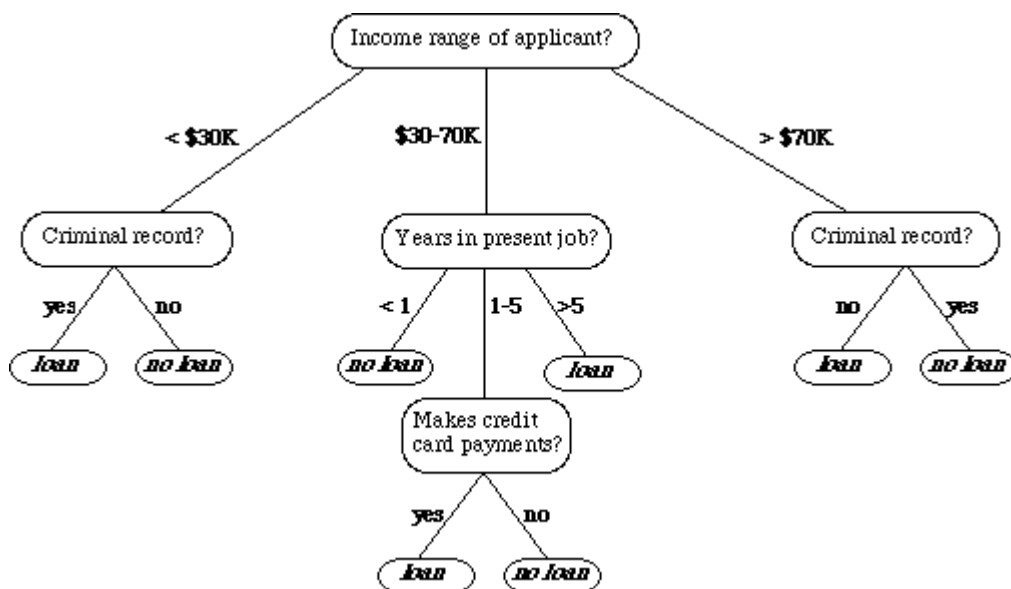 Income range of applicant?
< $30K
$30-70K
> $70K
Criminal record?
Years in present job?
Criminal record?
yes
no
< 1
1-5
>5
no
yes
loan
no loan
no loan
loan
loan
no loan
Makes credit
card payments?
yes
no
loan
no loan